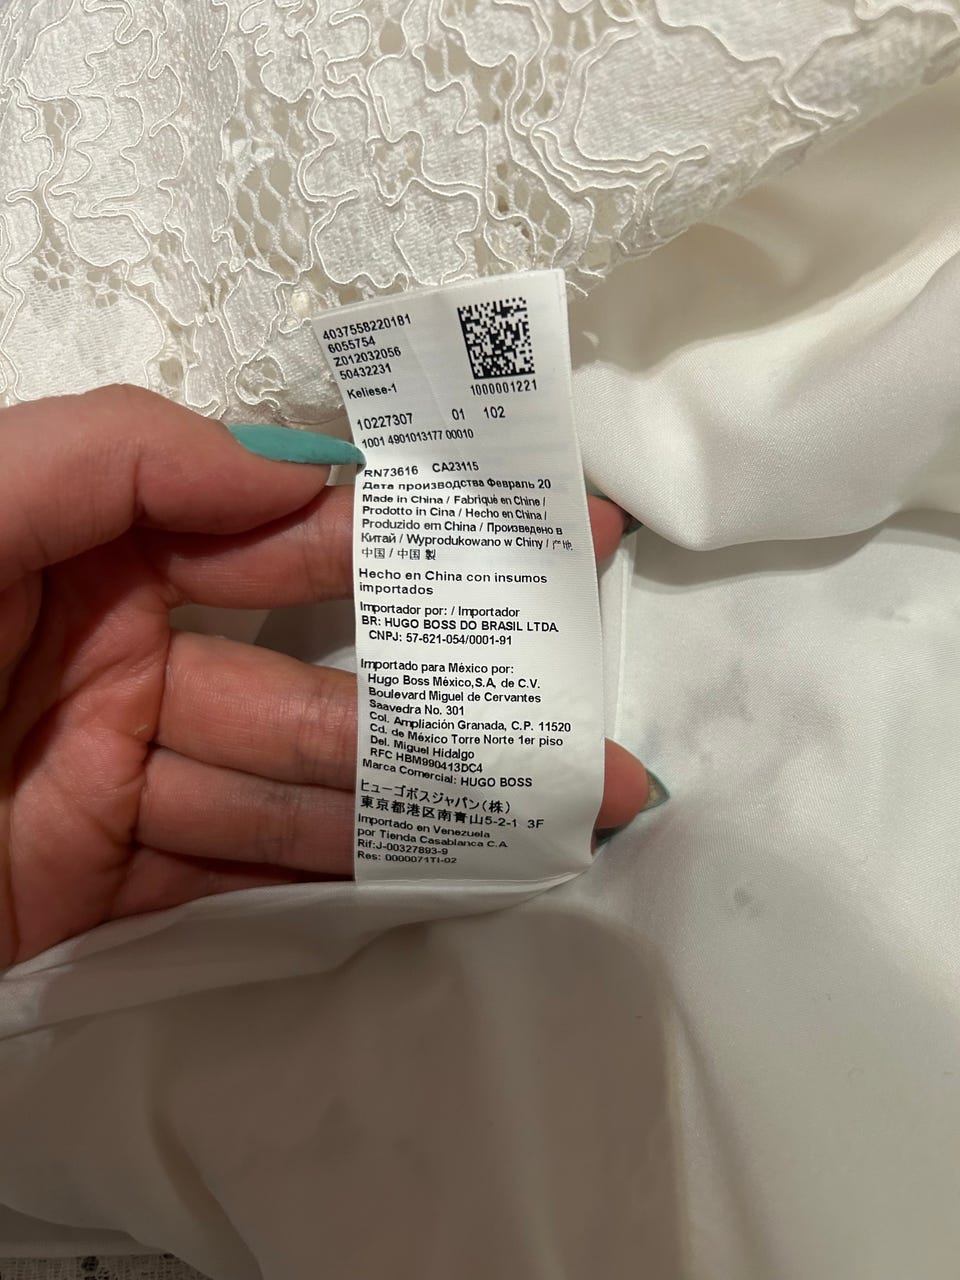 4037558220181
6055754
Z012032056
50432231
Keliese-1
1000001221
10227307 01 102
1001 4901013177 00010
RN73616 CA23115
Дата производства Февраль 20
Made in China / Fabriqué en Chine /
Prodotto in Cina / Hecho en China /
Produzido em China / Произведено в
Китай / Wyprodukowano w Chiny / 产地
中国 / 中国 製
Hecho en China con insumos
importados
Importador por: / Importador
BR: HUGO BOSS DO BRASIL LTDA
CNPJ: 57-621-054/0001-91
Importado para México por:
Hugo Boss México,S.A, de C.V.
Boulevard Miguel de Cervantes
Saavedra No. 301
Col. Ampliación Granada, C.P. 11520
Cd. de México Torre Norte 1er piso
Del. Miguel Hidalgo
RFC HBM990413DC4
Marca Comercial: HUGO BOSS
ヒューゴボスジャパン(株)
東京都港区南青山5-2-1 3F
Importado en Venezuela
por Tienda Casablanca C.A
Rif:J-00327893-9
Res: 0000071TI-02